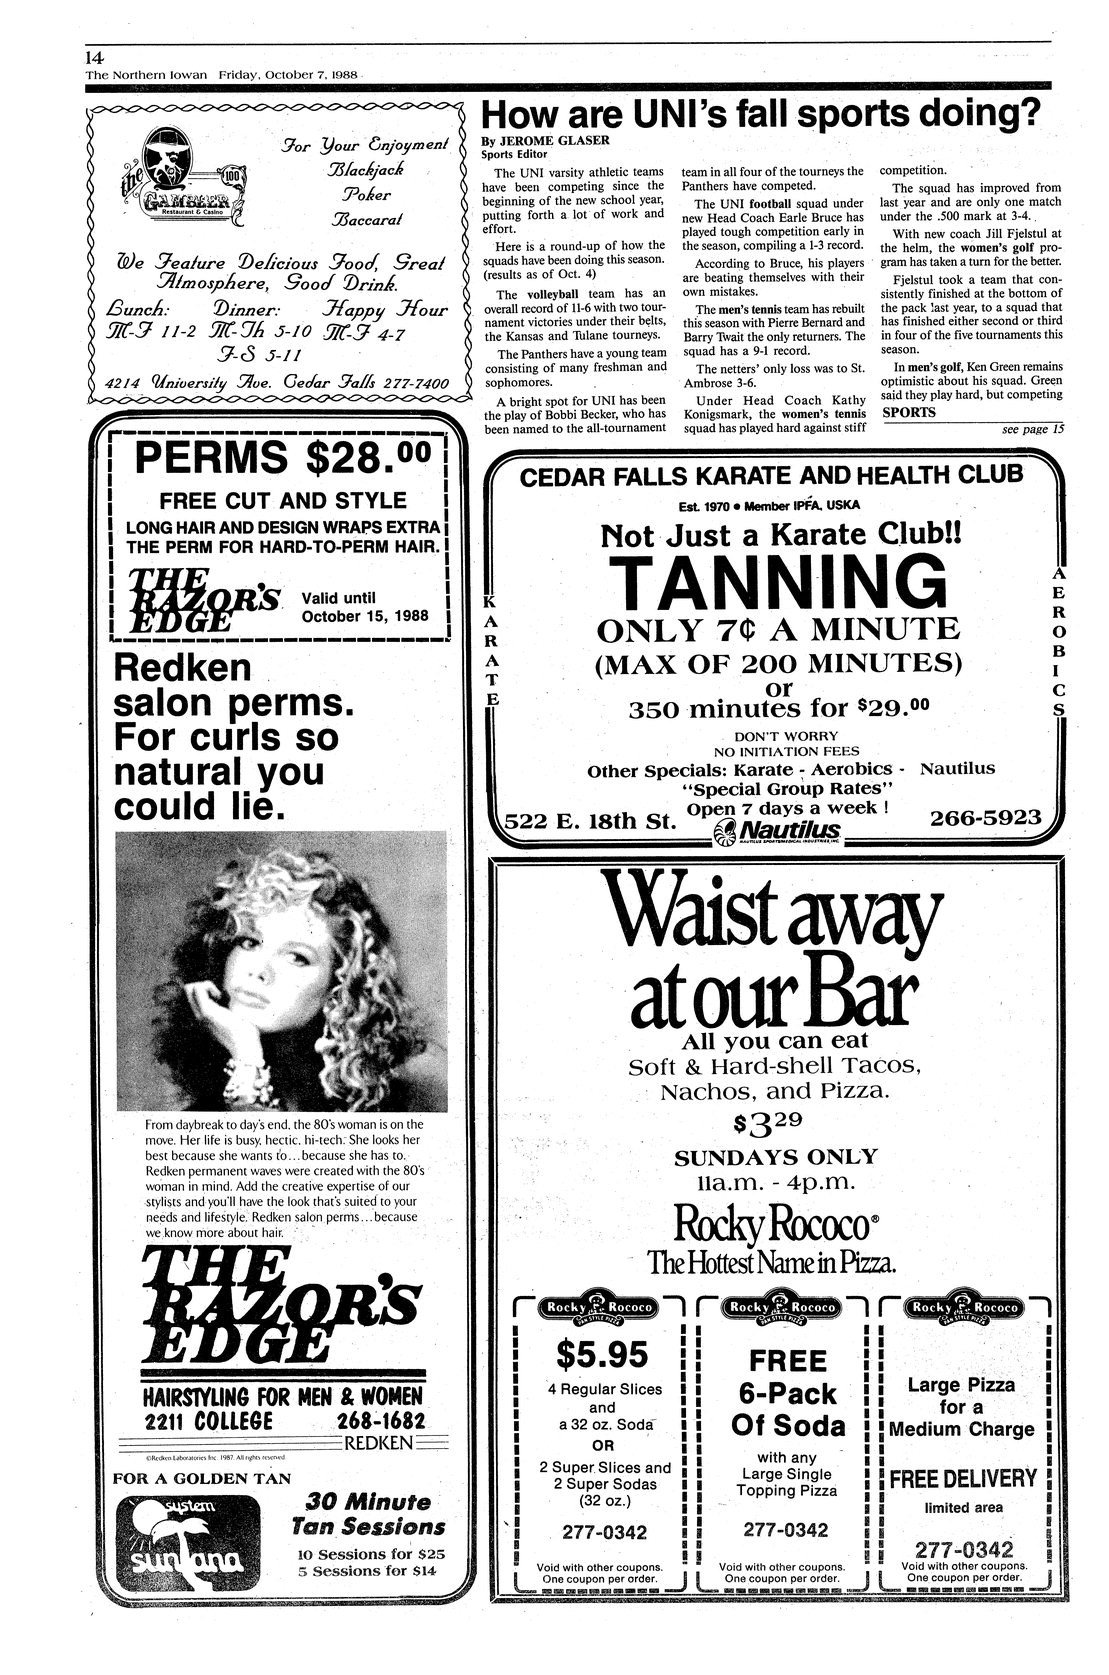 14
The Northern Iowan Friday, October 7, 1988
the
GAMBLER
100
Restaurant & Casino
For Your Enjoyment
Blackjack
Poker
Baccarat
We Feature Delicious Food, Great
Atmosphere, Good Drink.
Lunch: Dinner: Happy Hour
M-F 11-2 M-Th 5-10 M-F 4-7
F-S 5-11
4214 University Ave. Cedar Falls 277-7400
How are UNI's fall sports doing?
By JEROME GLASER
Sports Editor
The UNI varsity athletic teams
have been competing since the
beginning of the new school year,
putting forth a lot of work and
effort.
Here is a round-up of how the
squads have been doing this season.
(results as of Oct. 4)
The volleyball team has an
overall record of 11-6 with two tour-
nament victories under their belts,
the Kansas and Tulane tourneys.
The Panthers have a young team
consisting of many freshman and
sophomores.
A bright spot for UNI has been
the play of Bobbi Becker, who has
been named to the all-tournament
team in all four of the tourneys the
Panthers have competed.
The UNI football squad under
new Head Coach Earle Bruce has
played tough competition early in
the season, compiling a 1-3 record.
According to Bruce, his players
are beating themselves with their
own mistakes.
The men's tennis team has rebuilt
this season with Pierre Bernard and
Barry Twait the only returners. The
squad has a 9-1 record.
The netters' only loss was to St.
Ambrose 3-6.
Under Head Coach Kathy
Konigsmark, the women's tennis
squad has played hard against stiff
competition.
The squad has improved from
last year and are only one match
under the .500 mark at 3-4.
With new coach Jill Fjelstul at
the helm, the women's golf pro-
gram has taken a turn for the better.
Fjelstul took a team that con-
sistently finished at the bottom of
the pack last year, to a squad that
has finished either second or third
in four of the five tournaments this
season.
In men's golf, Ken Green remains
optimistic about his squad. Green
said they play hard, but competing
SPORTS
see page 15
PERMS $28.00
FREE CUT AND STYLE
LONG HAIR AND DESIGN WRAPS EXTRA
THE PERM FOR HARD-TO-PERM HAIR.
THE
RAZOR'S
EDGE
Valid until
October 15, 1988
Redken
salon perms.
For curls so
natural you
could lie.
From daybreak to day's end, the 80's woman is on the
move. Her life is busy, hectic, hi-tech. She looks her
best because she wants to...because she has to.
Redken permanent waves were created with the 80's
woman in mind. Add the creative expertise of our
stylists and you'll have the look that's suited to your
needs and lifestyle. Redken salon perms...because
we know more about hair.
THE
RAZOR'S
EDGE
HAIRSTYLING FOR MEN & WOMEN
2211 COLLEGE 268-1682
REDKEN
©Redken Laboratories Inc. 1987. All rights reserved.
FOR A GOLDEN TAN
system
suntana
30 Minute
Tan Sessions
10 Sessions for $25
5 Sessions for $14
CEDAR FALLS KARATE AND HEALTH CLUB
Est. 1970 • Member IPFA, USKA
Not Just a Karate Club!!
TANNING
ONLY 7¢ A MINUTE
(MAX OF 200 MINUTES)
or
350 minutes for $29.00
DON'T WORRY
NO INITIATION FEES
Other Specials: Karate - Aerobics - Nautilus
"Special Group Rates"
Open 7 days a week !
522 E. 18th St.
266-5923
Nautilus
NAUTILUS SPORTS/MEDICAL INDUSTRIES, INC.
KARATE
AEROBICS
Waist away
at our Bar
All you can eat
Soft & Hard-shell Tacos,
Nachos, and Pizza.
$3.29
SUNDAYS ONLY
11a.m. - 4p.m.
Rocky Rococo®
The Hottest Name in Pizza.
Rocky Rococo
PAN STYLE PIZZA
$5.95
4 Regular Slices
and
a 32 oz. Soda
OR
2 Super Slices and
2 Super Sodas
(32 oz.)
277-0342
Void with other coupons.
One coupon per order.
Rocky Rococo
PAN STYLE PIZZA
FREE
6-Pack
Of Soda
with any
Large Single
Topping Pizza
277-0342
Void with other coupons.
One coupon per order.
Rocky Rococo
PAN STYLE PIZZA
Large Pizza
for a
Medium Charge
FREE DELIVERY
limited area
277-0342
Void with other coupons.
One coupon per order.